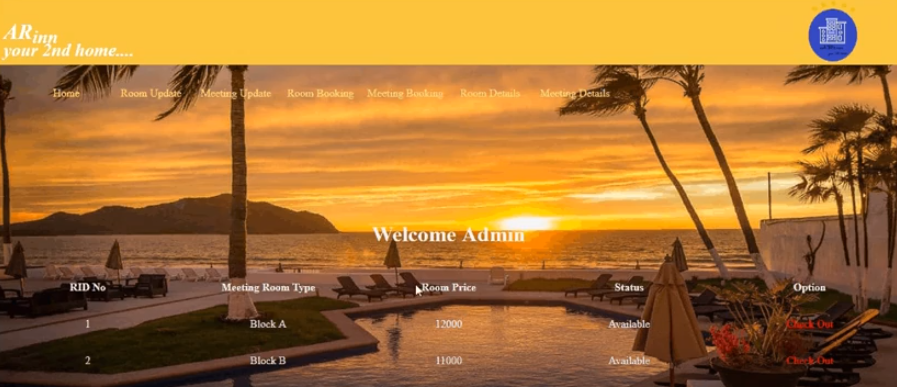 AR inn
your 2nd home....
Home Room Update Meeting Update Room Booking Meeting Booking Room Details Meeting Details
Welcome Admin
RID No Meeting Room Type Room Price Status Option
1 Block A 12000 Available Check Out
2 Block B 11000 Available Check Out